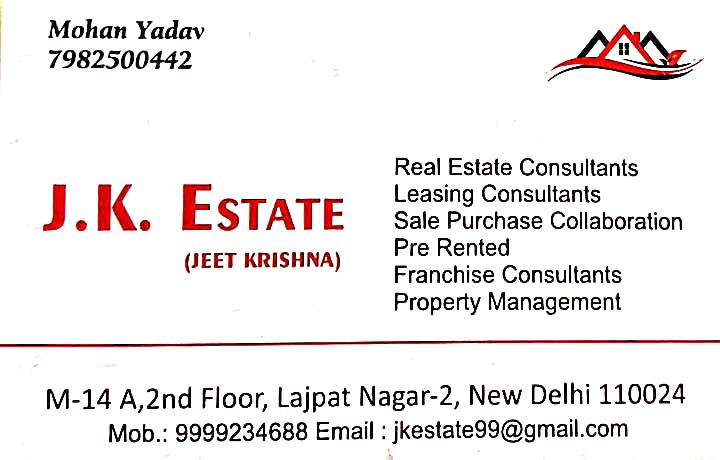 Mohan Yadav
7982500442
J.K. ESTATE
(JEET KRISHNA)
Real Estate Consultants
Leasing Consultants
Sale Purchase Collaboration
Pre Rented
Franchise Consultants
Property Management
M-14 A,2nd Floor, Lajpat Nagar-2, New Delhi 110024
Mob.: 9999234688 Email : jkestate99@gmail.com